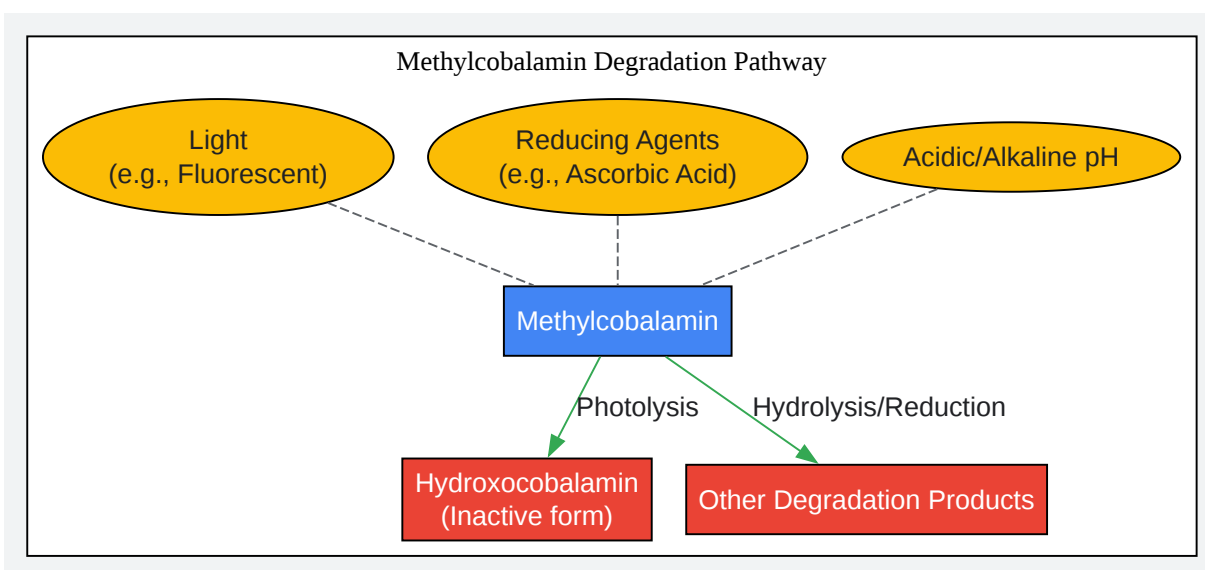 Methylcobalamin Degradation Pathway
Light
(e.g., Fluorescent)
Reducing Agents
(e.g., Ascorbic Acid)
Acidic/Alkaline pH
Methylcobalamin
Photolysis
Hydrolysis/Reduction
Hydroxocobalamin
(Inactive form)
Other Degradation Products